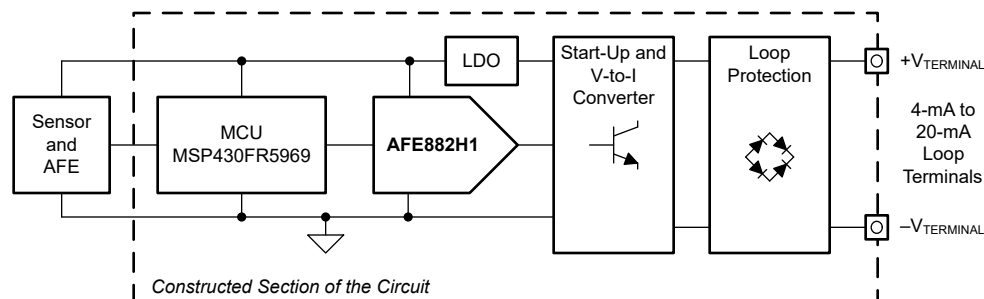 LDO
Start-Up and
V-to-I
Converter
Loop
Protection
+VTERMINAL
Sensor
and
AFE
MCU
MSP430FR5969
AFE882H1
4-mA to
20-mA
Loop
Terminals
–VTERMINAL
Constructed Section of the Circuit